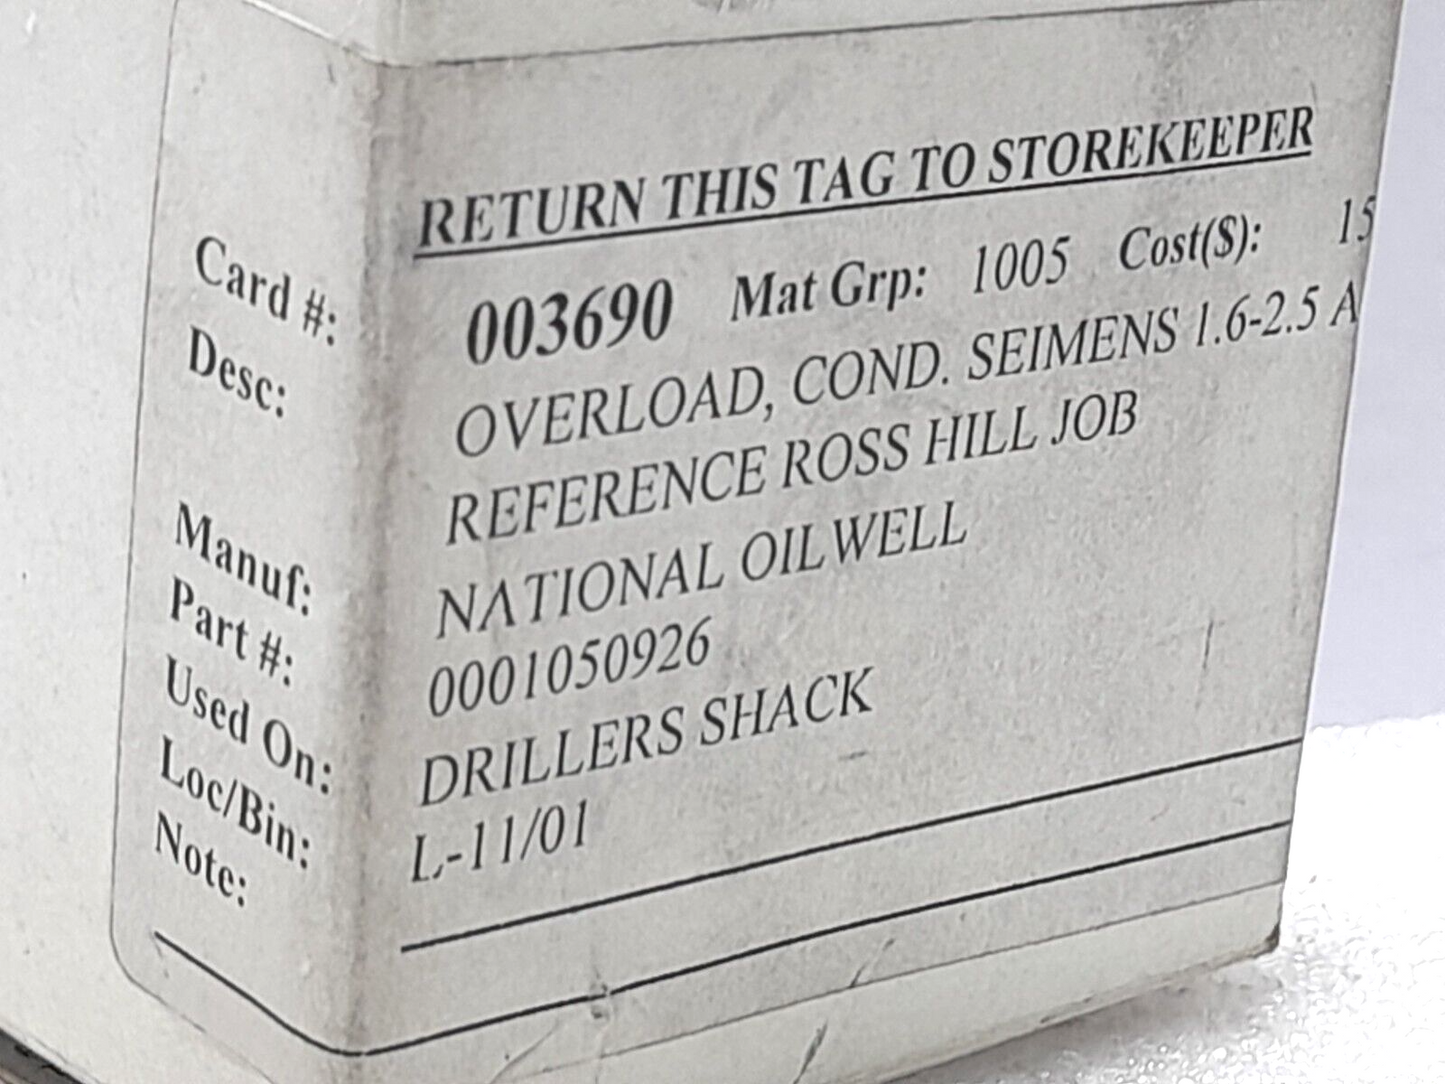 RETURN THIS TAG TO STOREKEEPER
Card #: 003690 Mat Grp: 1005 Cost($): 15
Desc: OVERLOAD, COND. SEIMENS 1.6-2.5 A
REFERENCE ROSS HILL JOB
Manuf: NATIONAL OILWELL
Part #: 0001050926
Used On: DRILLERS SHACK
Loc/Bin: L-11/01
Note: